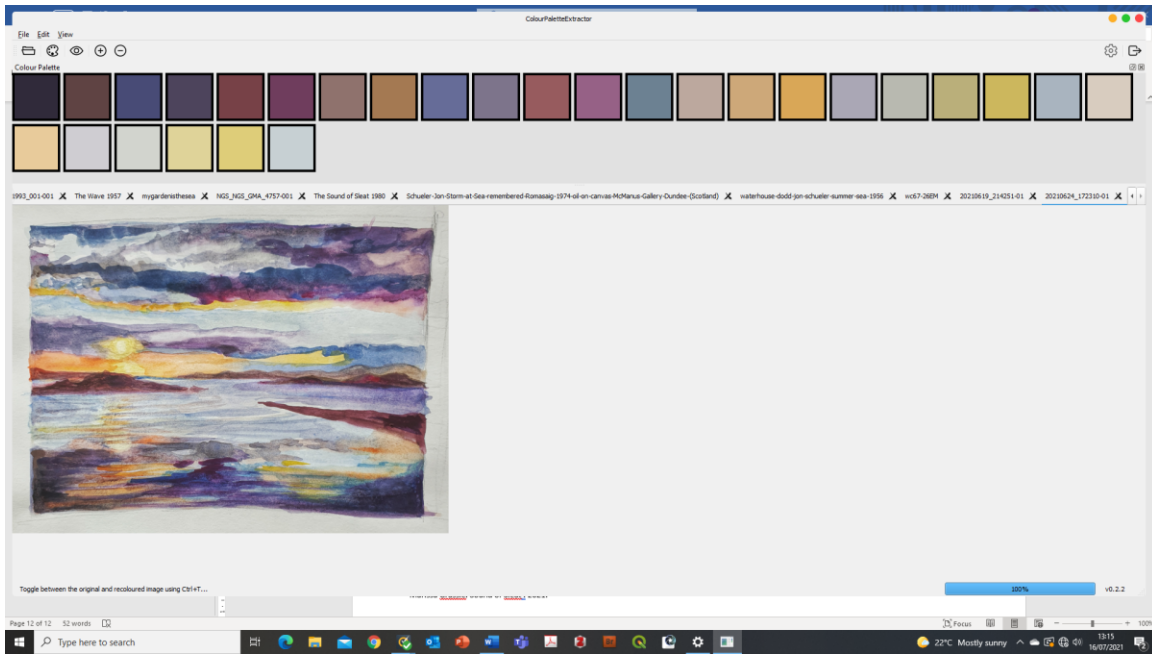 ColourPaletteExtractor
File Edit View
Colour Palette
1993_001-001 The Wave 1957 mygardenisthesea NGS_NGS_GMA_4757-001 The Sound of Sleat 1980 Schueler-Jon-Storm-at-Sea-remembered-Romasaig-1974-oil-on-canvas-McManus-Gallery-Dundee-(Scotland) waterhouse-dodd-jon-schueler-summer-sea-1956 wc67-26EM 20210619_214251-01 20210624_172310-01
Toggle between the original and recoloured image using Ctrl+T...
100% v0.2.2
Page 12 of 12 52 words Focus 100%
Type here to search 22°C Mostly sunny 13:15
16/07/2021